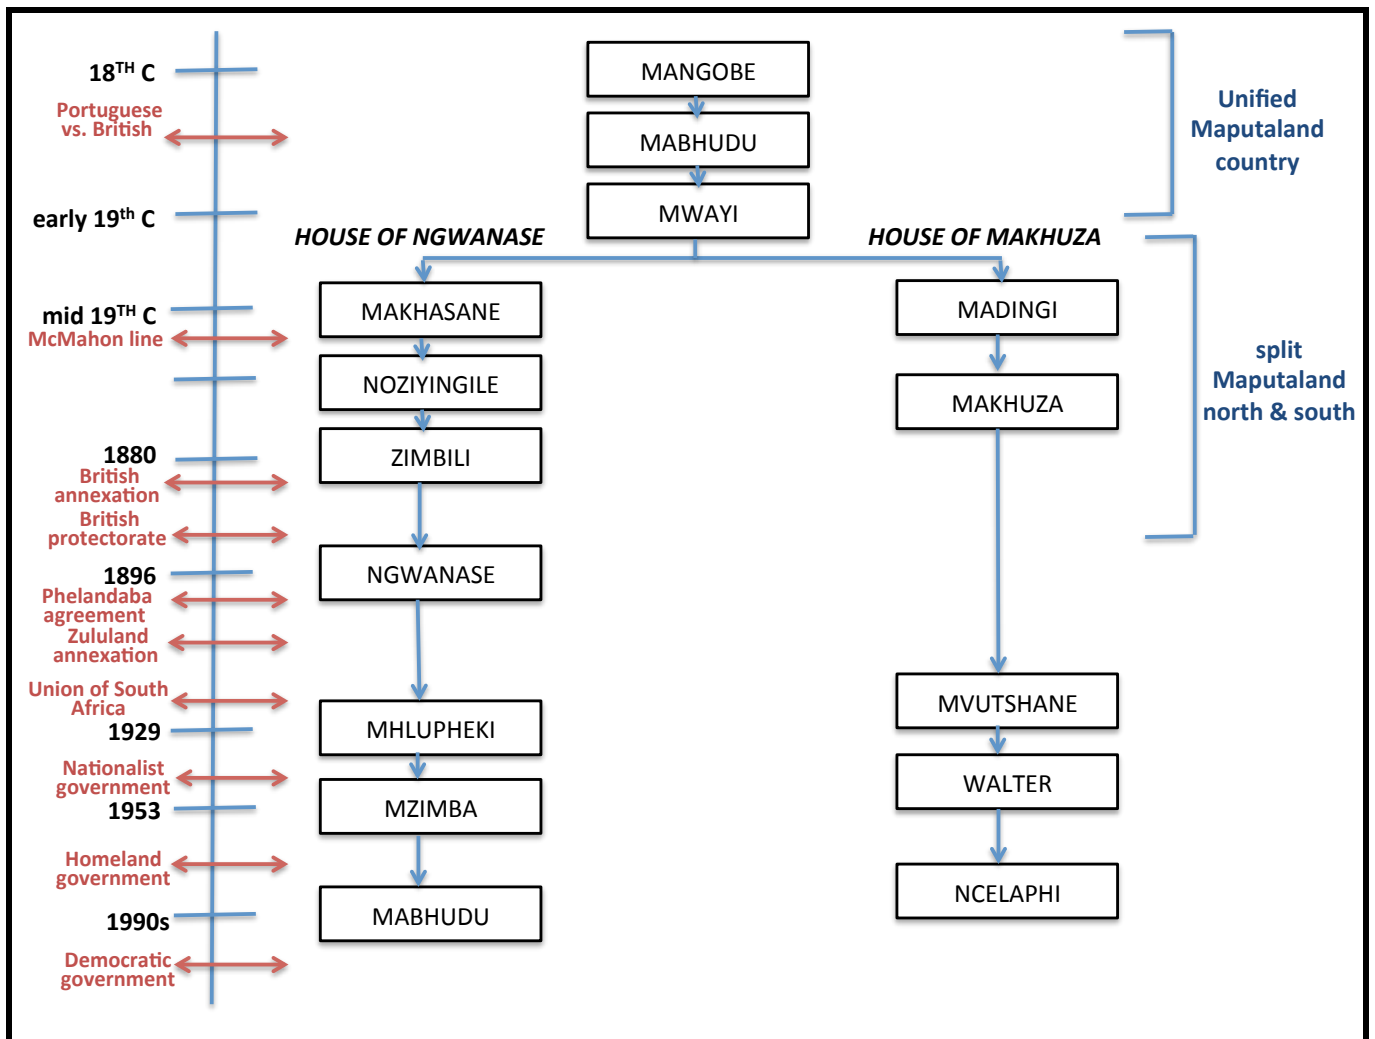 18TH C
Portuguese
vs. British
early 19th C
mid 19TH C
McMahon line
1880
British
annexation
British
protectorate
1896
Phelandaba
agreement
Zululand
annexation
Union of South
Africa
1929
Nationalist
government
1953
Homeland
government
1990s
Democratic
government
MANGOBE
MABHUDU
MWAYI
HOUSE OF NGWANASE
MAKHASANE
NOZIYINGILE
ZIMBILI
NGWANASE
MHLUPHEKI
MZIMBA
MABHUDU
HOUSE OF MAKHUZA
MADINGI
MAKHUZA
MVUTSHANE
WALTER
NCELAPHI
Unified
Maputaland
country
split
Maputaland
north & south